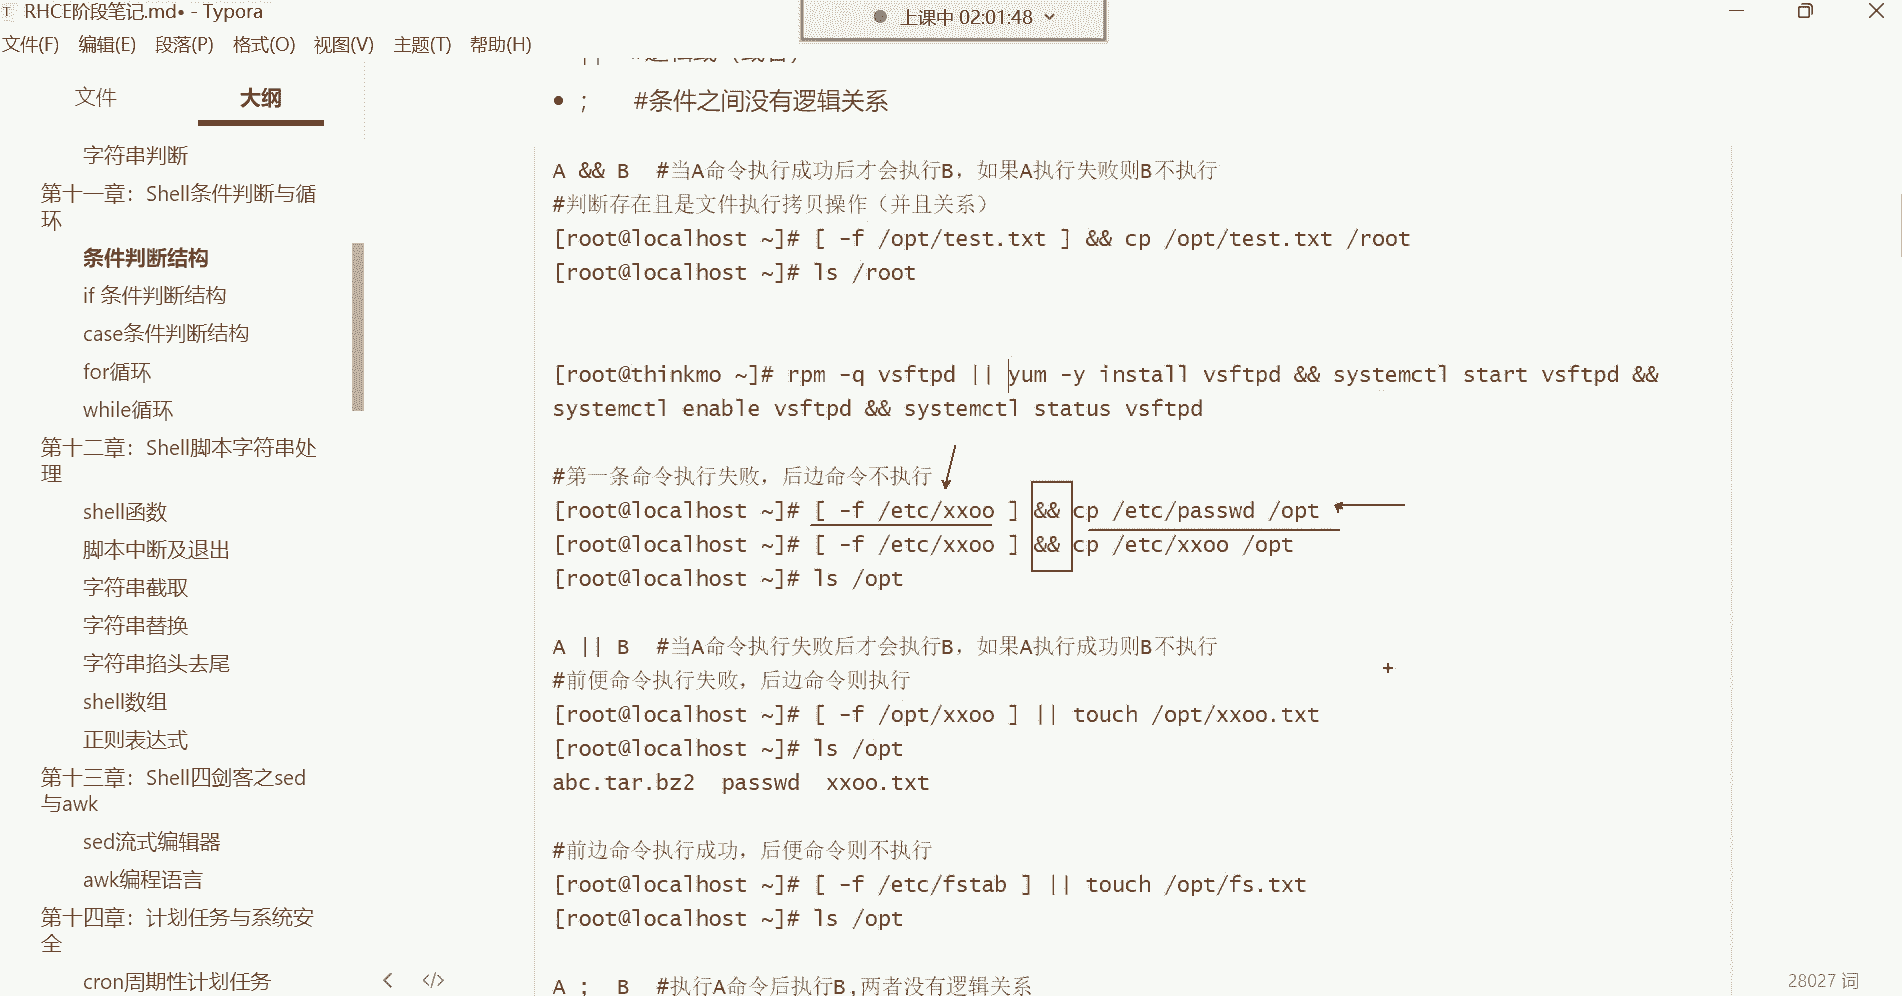 RHCE阶段笔记.md• - Typora
上课中 02:01:48
文件(F) 编辑(E) 段落(P) 格式(O) 视图(V) 主题(T) 帮助(H)
文件 大纲
字符串判断
第十一章：Shell条件判断与循
环
条件判断结构
if 条件判断结构
case条件判断结构
for循环
while循环
第十二章：Shell脚本字符串处
理
shell函数
脚本中断及退出
字符串截取
字符串替换
字符串掐头去尾
shell数组
正则表达式
第十三章：Shell四剑客之sed
与awk
sed流式编辑器
awk编程语言
第十四章：计划任务与系统安
全
cron周期性计划任务
• ; #条件之间没有逻辑关系
A && B #当A命令执行成功后才会执行B，如果A执行失败则B不执行
#判断存在且是文件执行拷贝操作（并且关系）
[root@localhost ~]# [ -f /opt/test.txt ] && cp /opt/test.txt /root
[root@localhost ~]# ls /root
[root@thinkmo ~]# rpm -q vsftpd || yum -y install vsftpd && systemctl start vsftpd &&
systemctl enable vsftpd && systemctl status vsftpd
#第一条命令执行失败，后边命令不执行
[root@localhost ~]# [ -f /etc/xxoo ] && cp /etc/passwd /opt
[root@localhost ~]# [ -f /etc/xxoo ] && cp /etc/xxoo /opt
[root@localhost ~]# ls /opt
A || B #当A命令执行失败后才会执行B，如果A执行成功则B不执行
#前便命令执行失败，后边命令则执行
[root@localhost ~]# [ -f /opt/xxoo ] || touch /opt/xxoo.txt
[root@localhost ~]# ls /opt
abc.tar.bz2 passwd xxoo.txt
#前边命令执行成功，后便命令则不执行
[root@localhost ~]# [ -f /etc/fstab ] || touch /opt/fs.txt
[root@localhost ~]# ls /opt
A ; B #执行A命令后执行B,两者没有逻辑关系
28027 词